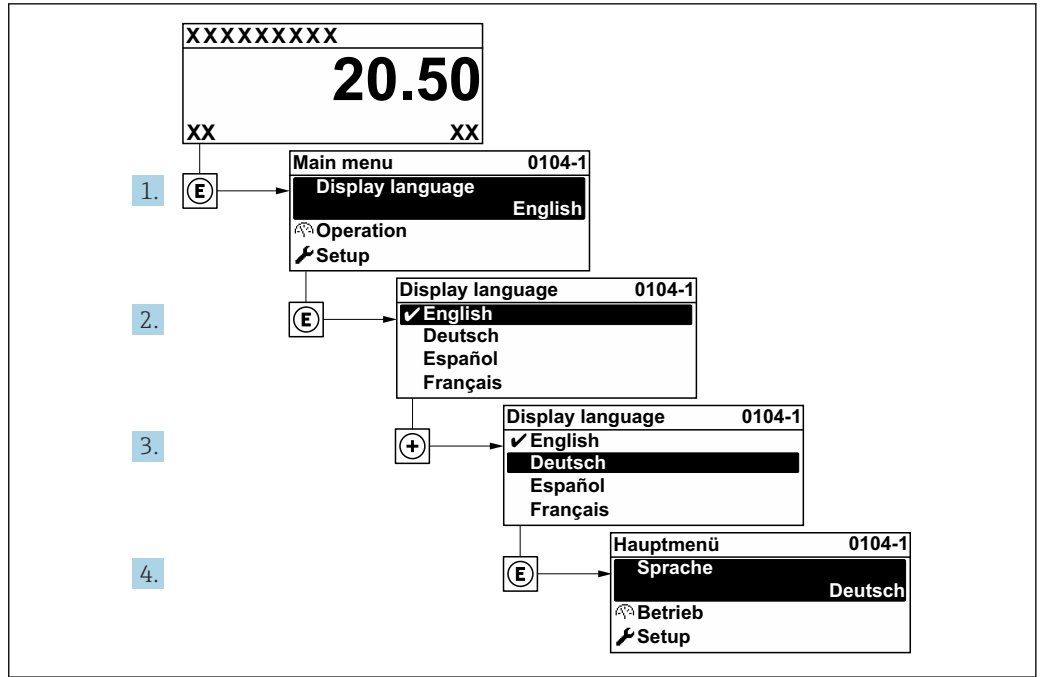 XXXXXXXXX
20.50
XX XX
1.
E
Main menu 0104-1
Display language
English
Operation
Setup
2.
E
Display language 0104-1
✔English
Deutsch
Español
Français
3.
+
Display language 0104-1
✔English
Deutsch
Español
Français
4.
E
Hauptmenü 0104-1
Sprache
Deutsch
Betrieb
Setup